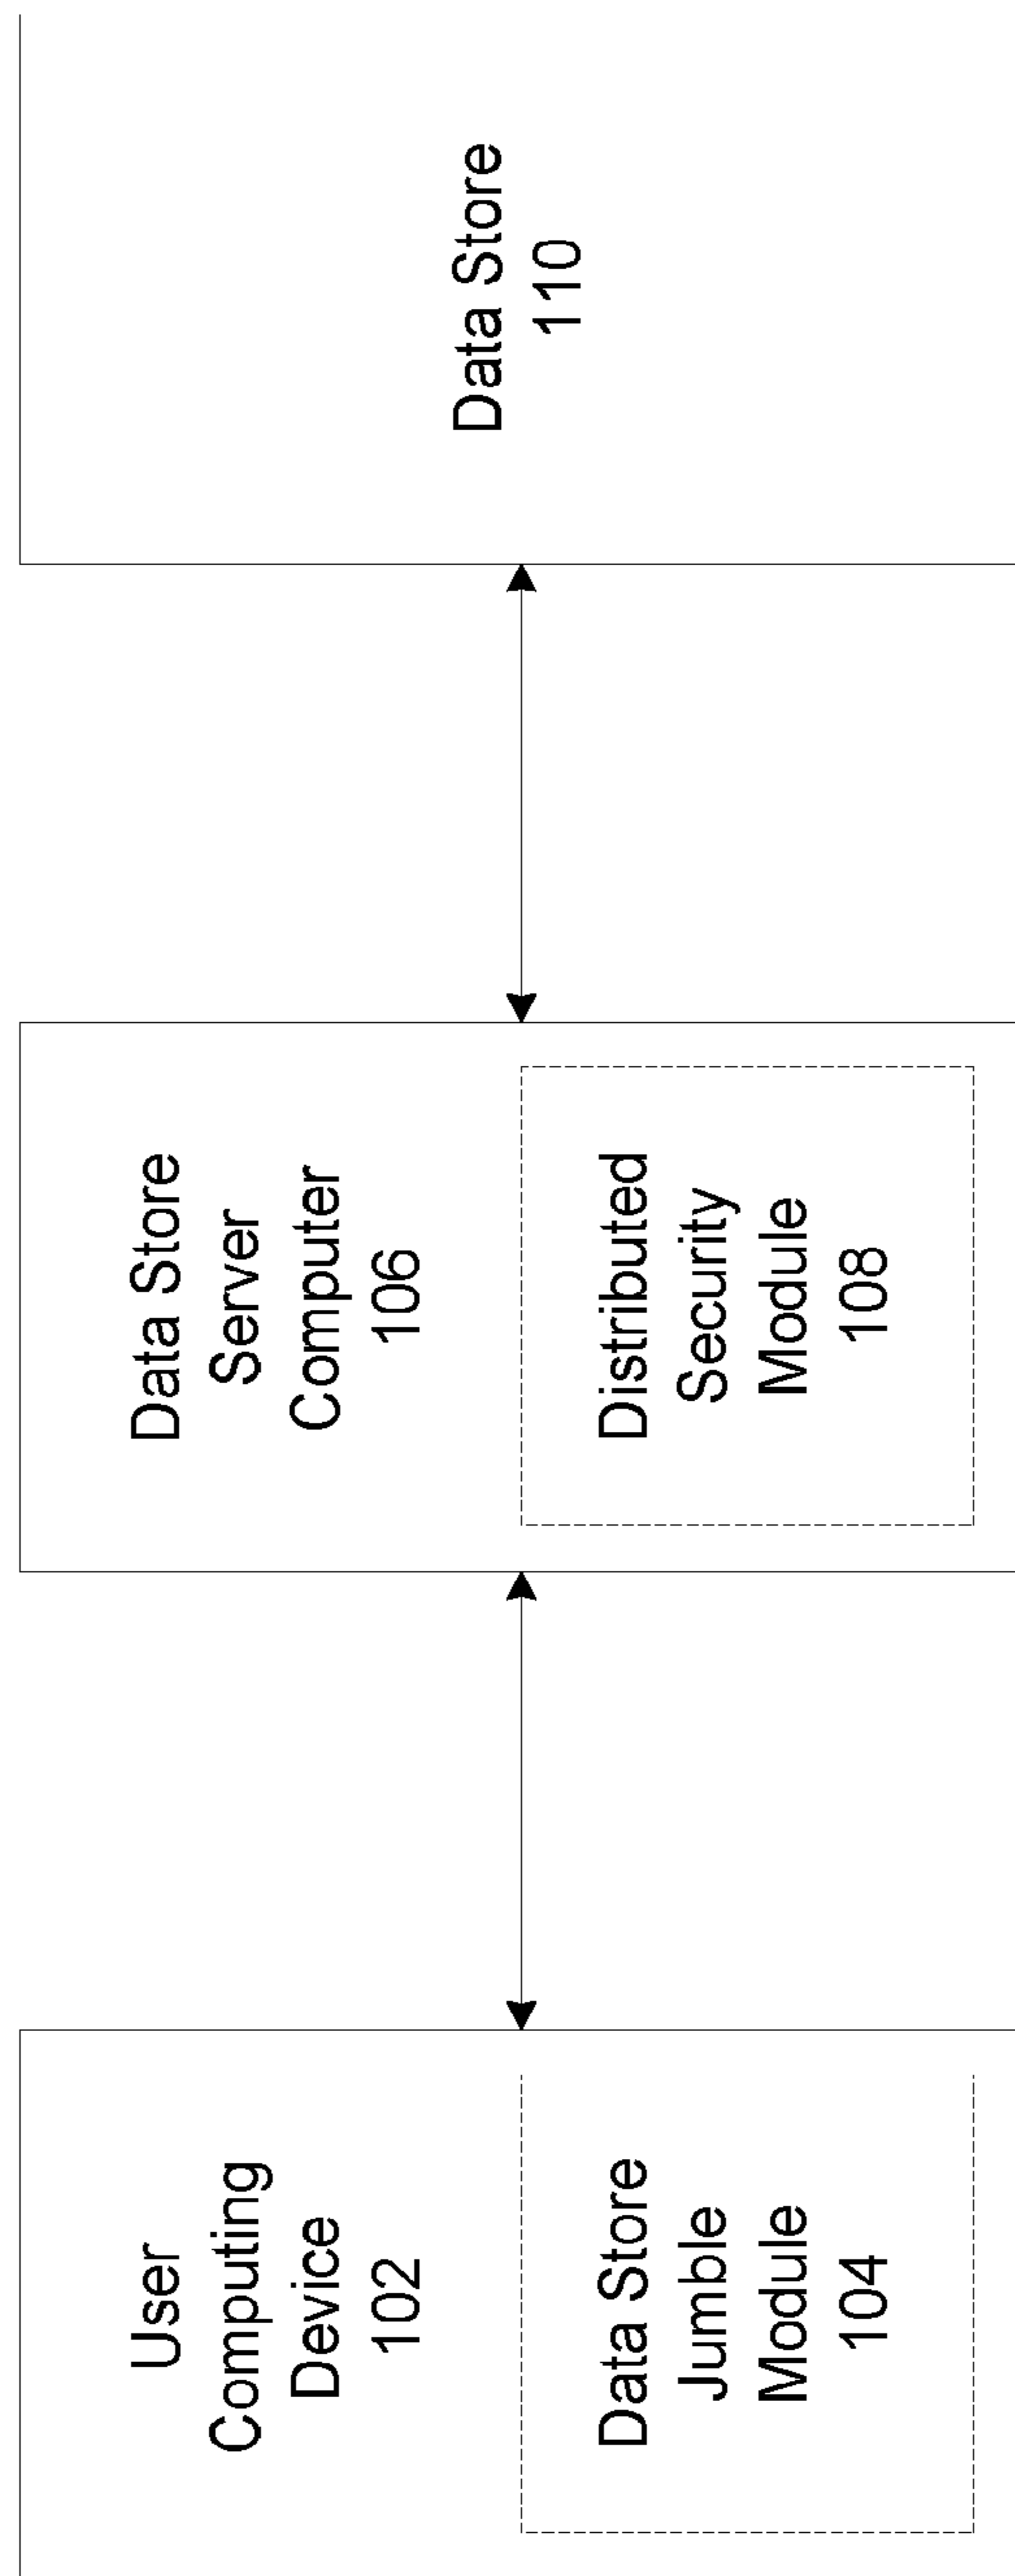 User
Computing
Device
102
Data Store
Jumble
Module
104
Data Store
Server
Computer
106
Distributed
Security
Module
108
Data Store
110